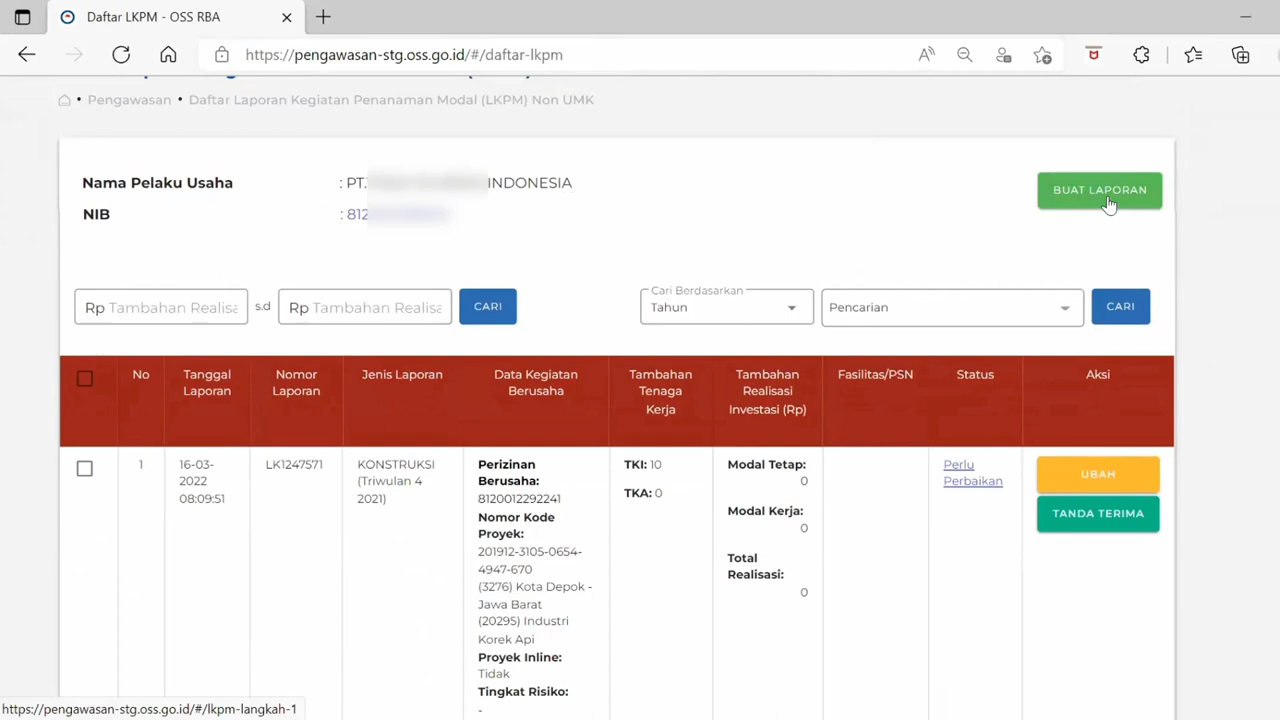 Daftar LKPM - OSS RBA
https://pengawasan-stg.oss.go.id/#/daftar-lkpm
Pengawasan • Daftar Laporan Kegiatan Penanaman Modal (LKPM) Non UMK
Nama Pelaku Usaha : PT. INDONESIA
BUAT LAPORAN
NIB : 812
Rp Tambahan Realisa s.d Rp Tambahan Realisa CARI
Cari Berdasarkan
Tahun Pencarian CARI
No
Tanggal
Laporan
Nomor
Laporan
Jenis Laporan
Data Kegiatan
Berusaha
Tambahan
Tenaga
Kerja
Tambahan
Realisasi
Investasi (Rp)
Fasilitas/PSN
Status
Aksi
1
16-03-
2022
08:09:51
LK1247571
KONSTRUKSI
(Triwulan 4
2021)
Perizinan
Berusaha:
8120012292241
Nomor Kode
Proyek:
201912-3105-0654-
4947-670
(3276) Kota Depok -
Jawa Barat
(20295) Industri
Korek Api
Proyek Inline:
Tidak
Tingkat Risiko:
-
TKI: 10
TKA: 0
Modal Tetap:
0
Modal Kerja:
0
Total
Realisasi:
0
Perlu
Perbaikan
UBAH
TANDA TERIMA
https://pengawasan-stg.oss.go.id/#/lkpm-langkah-1